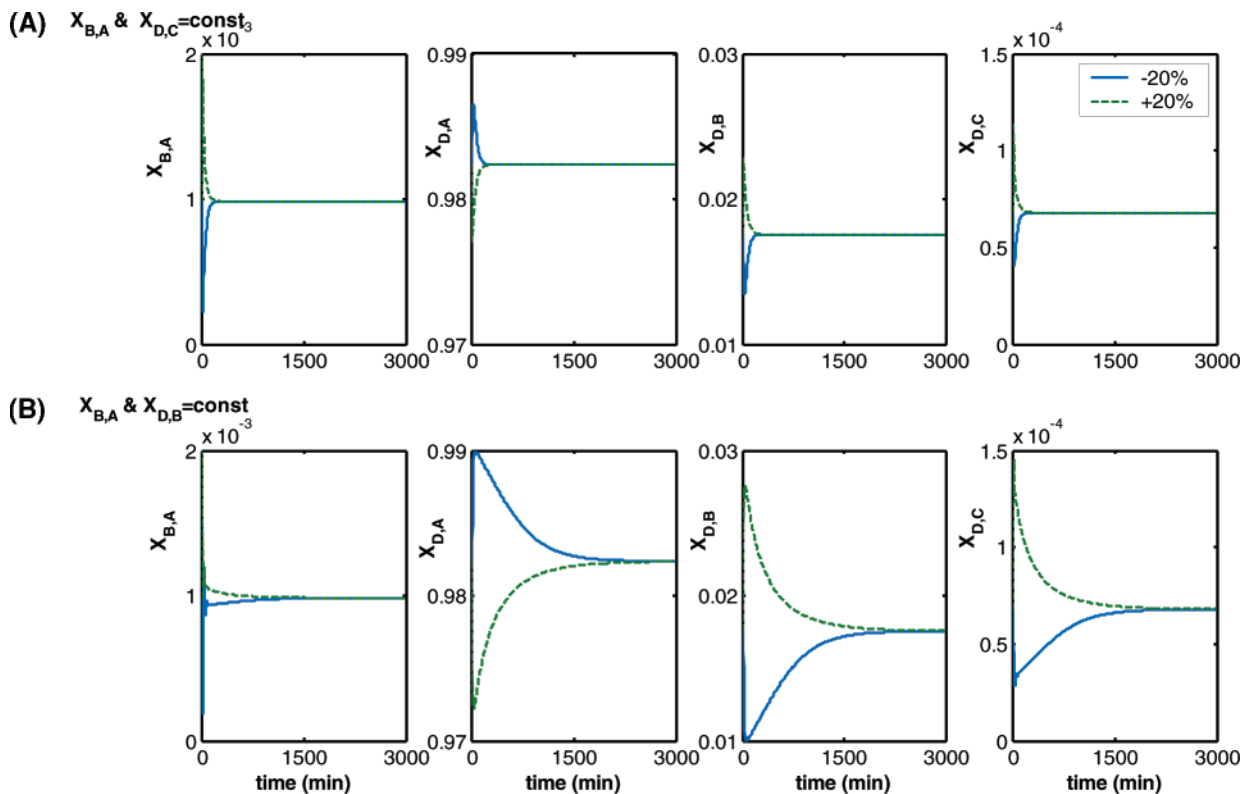 (A) X_B,A & X_D,C=const_3
x 10^3
2
1
0
X_B,A
0 1500 3000
0.99
0.98
0.97
X_D,A
0 1500 3000
0.03
0.02
0.01
X_D,B
0 1500 3000
x 10^-4
1.5
1
0.5
0
X_D,C
-20%
+20%
0 1500 3000
(B) X_B,A & X_D,B=const
x 10^-3
2
1
0
X_B,A
0 1500 3000
time (min)
0.99
0.98
0.97
X_D,A
0 1500 3000
time (min)
0.03
0.02
0.01
X_D,B
0 1500 3000
time (min)
x 10^-4
1.5
1
0.5
0
X_D,C
0 1500 3000
time (min)